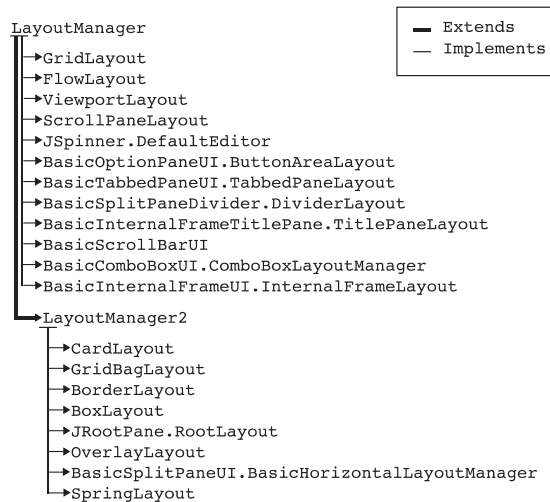 LayoutManager
Extends
Implements
GridLayout
FlowLayout
ViewportLayout
ScrollPaneLayout
JSpinner.DefaultEditor
BasicOptionPaneUI.ButtonAreaLayout
BasicTabbedPaneUI.TabbedPaneLayout
BasicSplitPaneDivider.DividerLayout
BasicInternalFrameTitlePane.TitlePaneLayout
BasicScrollBarUI
BasicComboBoxUI.ComboBoxLayoutManager
BasicInternalFrameUI.InternalFrameLayout
LayoutManager2
CardLayout
GridBagLayout
BorderLayout
BoxLayout
JRootPane.RootLayout
OverlayLayout
BasicSplitPaneUI.BasicHorizontalLayoutManager
SpringLayout